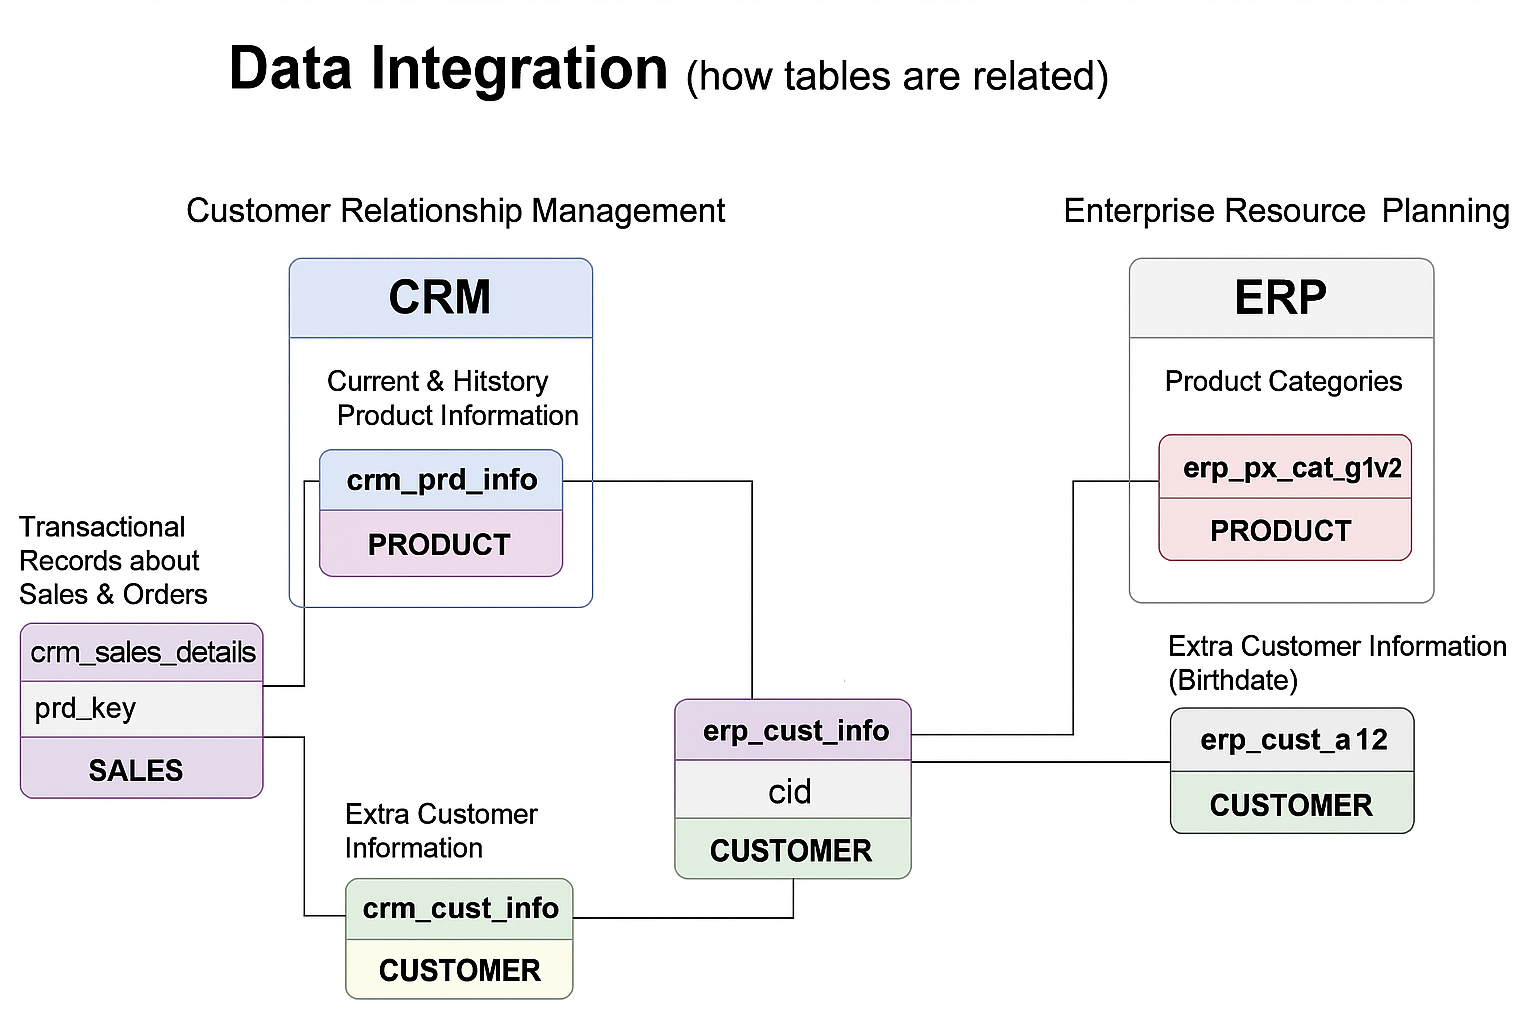 Data Integration (how tables are related)
Customer Relationship Management
Enterprise Resource Planning
CRM
Current & Hitstory
Product Information
crm_prd_info
PRODUCT
ERP
Product Categories
erp_px_cat_g1v2
PRODUCT
Transactional
Records about
Sales & Orders
crm_sales_details
prd_key
SALES
Extra Customer
Information
crm_cust_info
CUSTOMER
erp_cust_info
cid
CUSTOMER
Extra Customer Information
(Birthdate)
erp_cust_a12
CUSTOMER